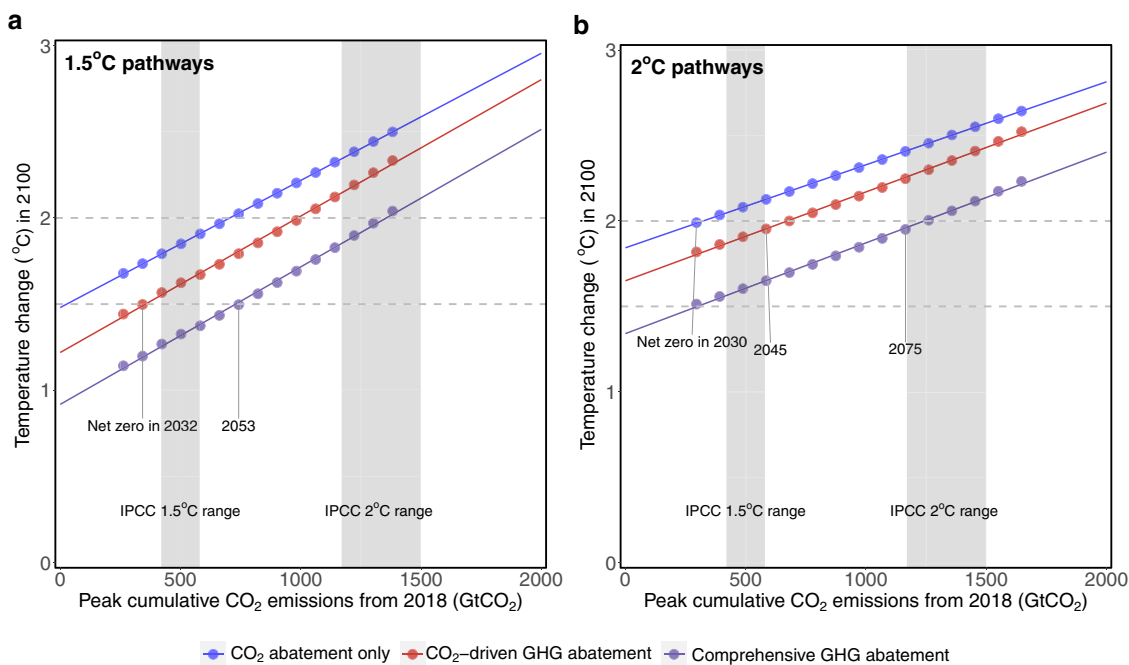 a
1.5°C pathways
Temperature change (°C) in 2100
3
2
1
0
Net zero in 2032
2053
IPCC 1.5°C range
IPCC 2°C range
0
500
1000
1500
2000
Peak cumulative CO₂ emissions from 2018 (GtCO₂)
b
2°C pathways
Temperature change (°C) in 2100
3
2
1
0
Net zero in 2030
2045
2075
IPCC 1.5°C range
IPCC 2°C range
0
500
1000
1500
2000
Peak cumulative CO₂ emissions from 2018 (GtCO₂)
CO₂ abatement only
CO₂–driven GHG abatement
Comprehensive GHG abatement